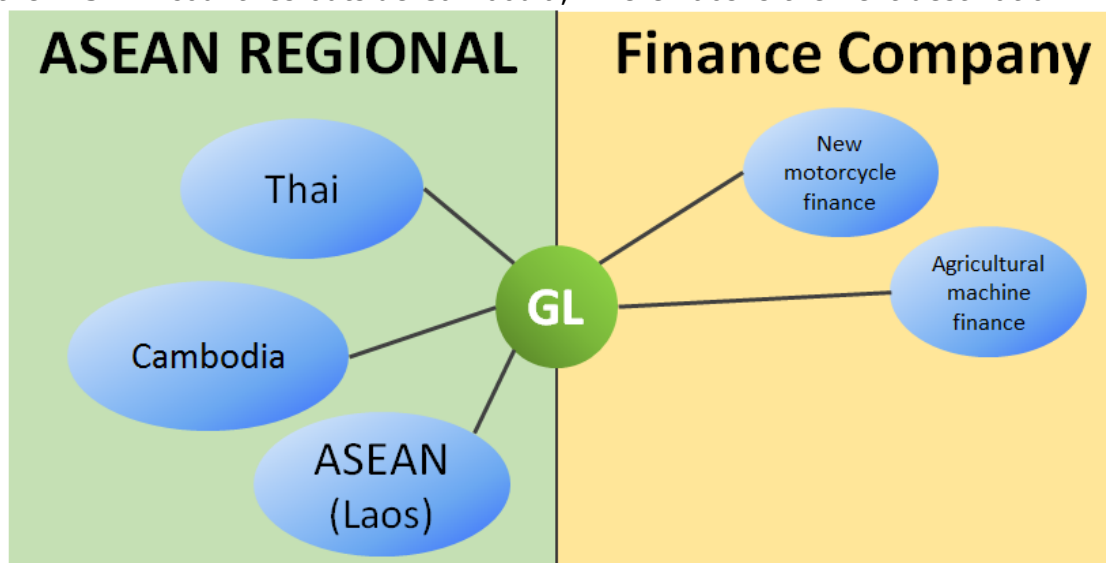 ASEAN REGIONAL
Finance Company
Thai
Cambodia
ASEAN
(Laos)
GL
New
motorcycle
finance
Agricultural
machine
finance